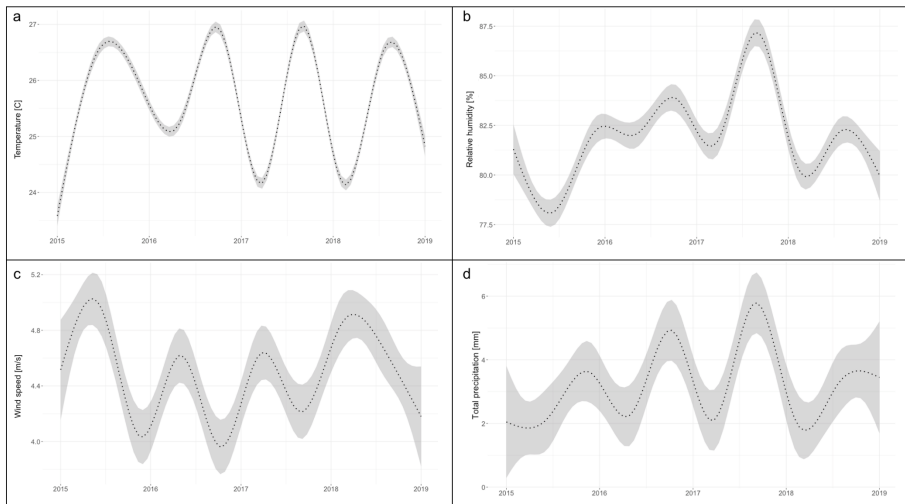 a
Temperature [C]
27
26
25
24
2015 2016 2017 2018 2019
b
Relative humidity [%]
87.5
85.0
82.5
80.0
77.5
2015 2016 2017 2018 2019
c
Wind speed [m/s]
5.2
4.8
4.4
4.0
2015 2016 2017 2018 2019
d
Total precipitation [mm]
6
4
2
0
2015 2016 2017 2018 2019